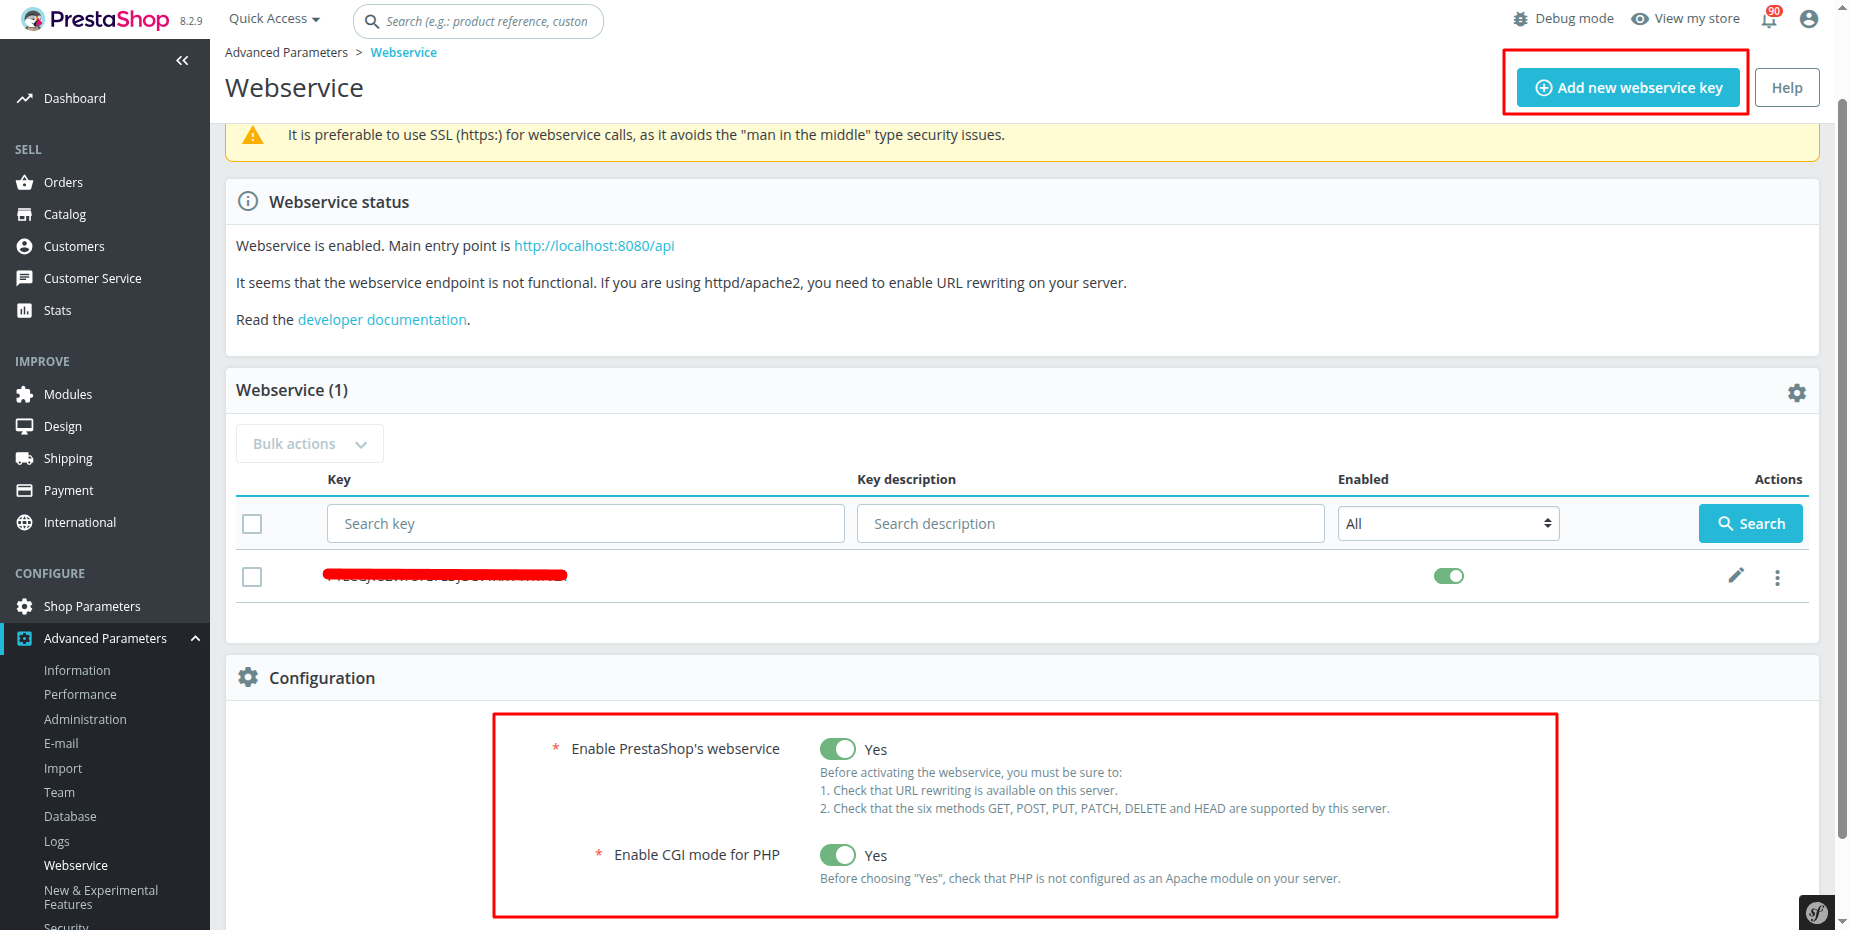 PrestaShop 8.2.9
Quick Access
Search (e.g.: product reference, custon
Debug mode
View my store
90
Advanced Parameters > Webservice
Webservice
Add new webservice key
Help
Dashboard
SELL
Orders
Catalog
Customers
Customer Service
Stats
IMPROVE
Modules
Design
Shipping
Payment
International
CONFIGURE
Shop Parameters
Advanced Parameters
Information
Performance
Administration
E-mail
Import
Team
Database
Logs
Webservice
New & Experimental
Features
Security
It is preferable to use SSL (https:) for webservice calls, as it avoids the "man in the middle" type security issues.
Webservice status
Webservice is enabled. Main entry point is http://localhost:8080/api
It seems that the webservice endpoint is not functional. If you are using httpd/apache2, you need to enable URL rewriting on your server.
Read the developer documentation.
Webservice (1)
Bulk actions
Key Key description Enabled Actions
Search key Search description All Search
Configuration
* Enable PrestaShop's webservice Yes
Before activating the webservice, you must be sure to:
1. Check that URL rewriting is available on this server.
2. Check that the six methods GET, POST, PUT, PATCH, DELETE and HEAD are supported by this server.
* Enable CGI mode for PHP Yes
Before choosing "Yes", check that PHP is not configured as an Apache module on your server.
sf